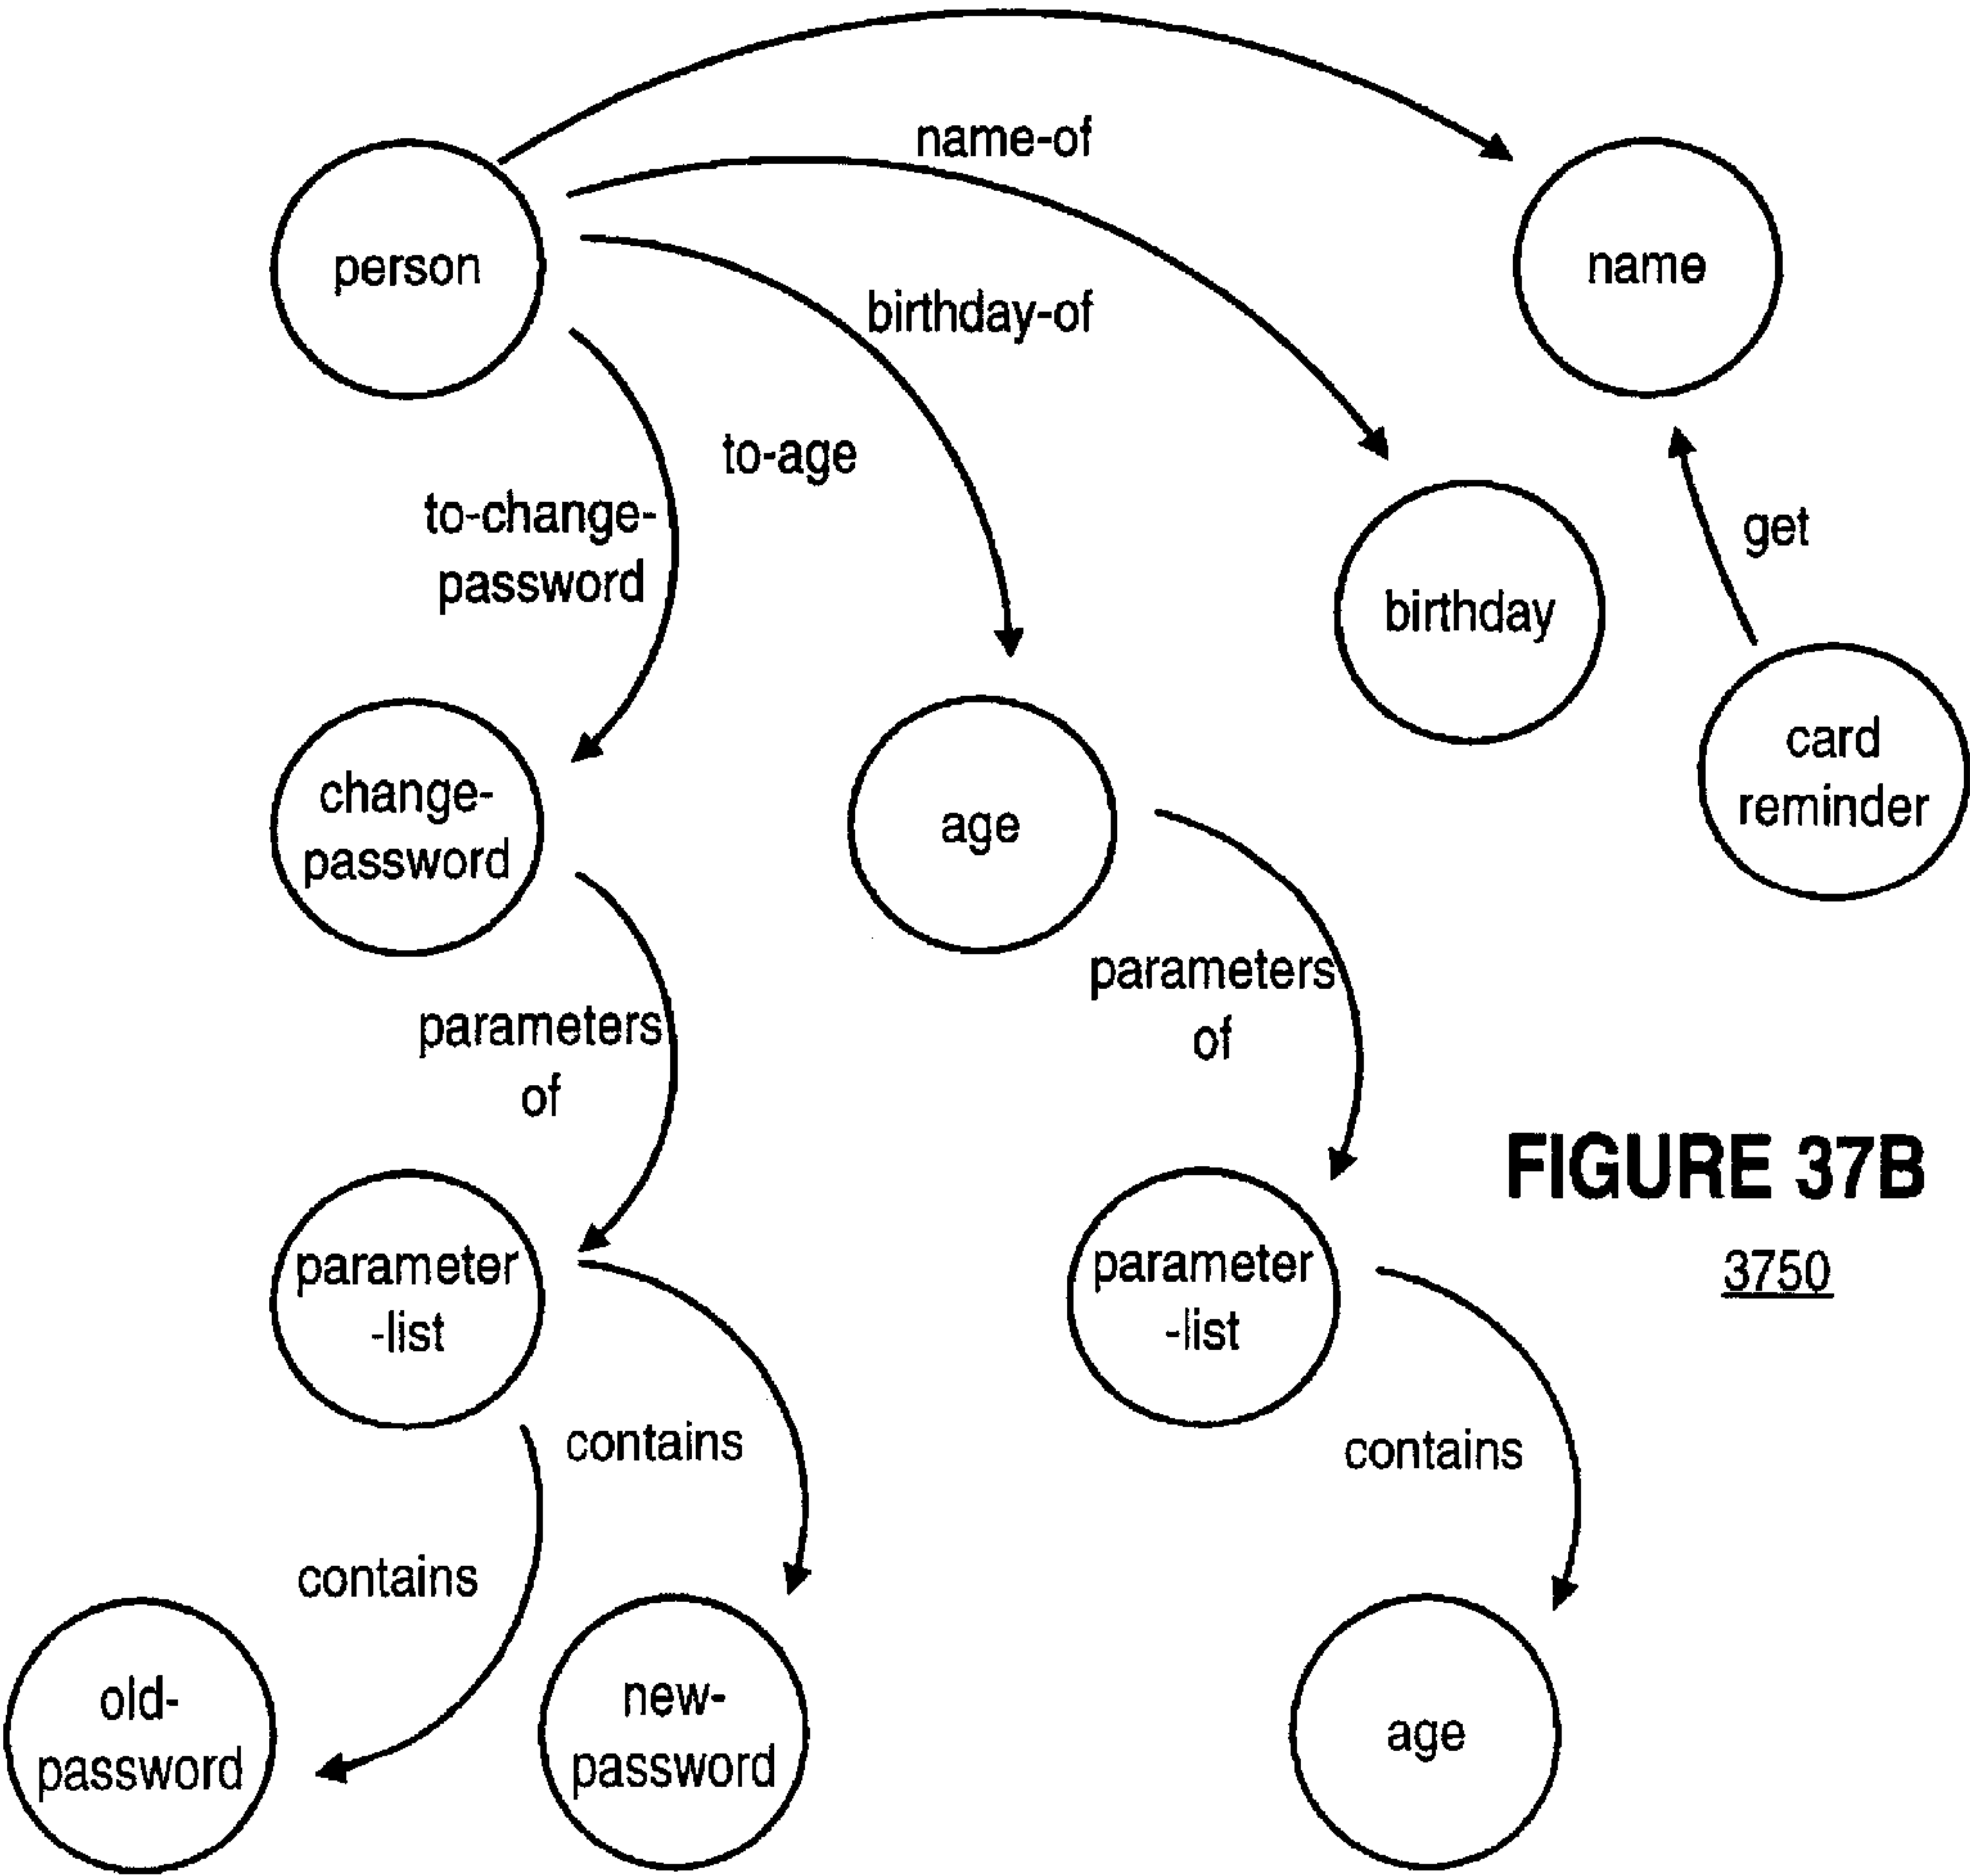 name-of
person
name
birthday-of
to-age
to-change-
password
get
birthday
card
reminder
change-
password
age
parameters
of
parameters
of
FIGURE 37B
3750
parameter
-list
parameter
-list
contains
contains
contains
old-
password
new-
password
age